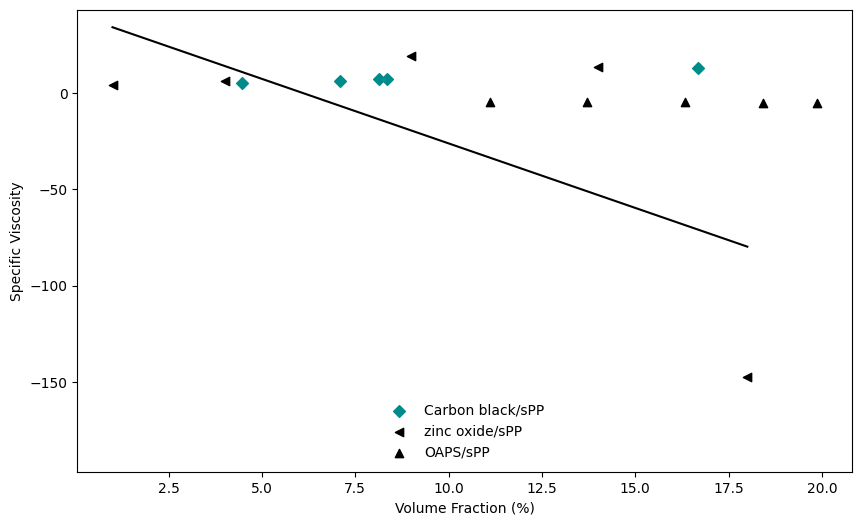 0
−50
−100
−150
Specific Viscosity
2.5 5.0 7.5 10.0 12.5 15.0 17.5 20.0
Volume Fraction (%)
Carbon black/sPP
zinc oxide/sPP
OAPS/sPP